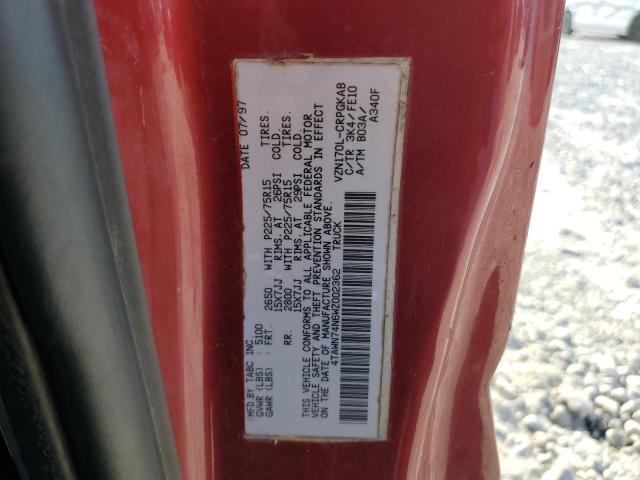 MFD.BY TABC INC DATE 07/97
GVWR (LBS) : 5100
GAWR (LBS) : FRT. 2650 WITH P225/75R15 TIRES.
15X7JJ RIMS. AT 26PSI COLD.
RR. 2800 WITH P225/75R15 TIRES.
15X7JJ RIMS. AT 29PSI COLD.
THIS VEHICLE CONFORMS TO ALL APPLICABLE FEDERAL MOTOR
VEHICLE SAFETY AND THEFT PREVENTION STANDARDS IN EFFECT
ON THE DATE OF MANUFACTURE SHOWN ABOVE.
4TAWN74N6WZ002362 TRUCK
VZN170L-CRPGKAB
C/TR 3K4/FE10
A/TM B03A/
A340F